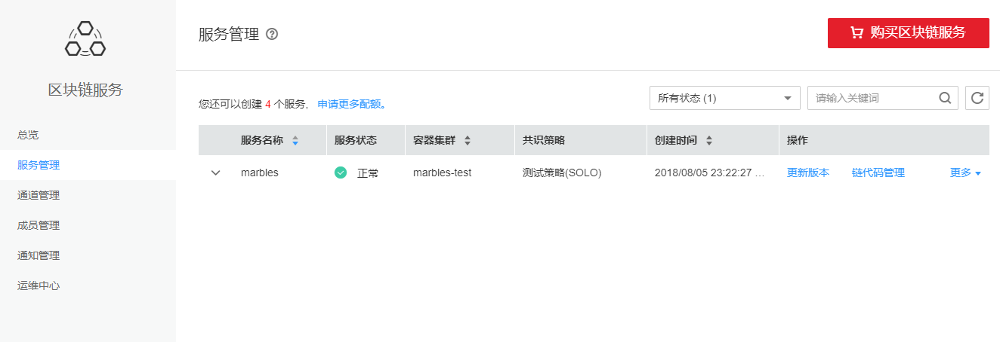 区块链服务
总览
服务管理
通道管理
成员管理
通知管理
运维中心
服务管理
购买区块链服务
您还可以创建 4 个服务， 申请更多配额。
所有状态 (1)
请输入关键词
服务名称 服务状态 容器集群 共识策略 创建时间 操作
marbles 正常 marbles-test 测试策略(SOLO) 2018/08/05 23:22:27 ... 更新版本 链代码管理 更多